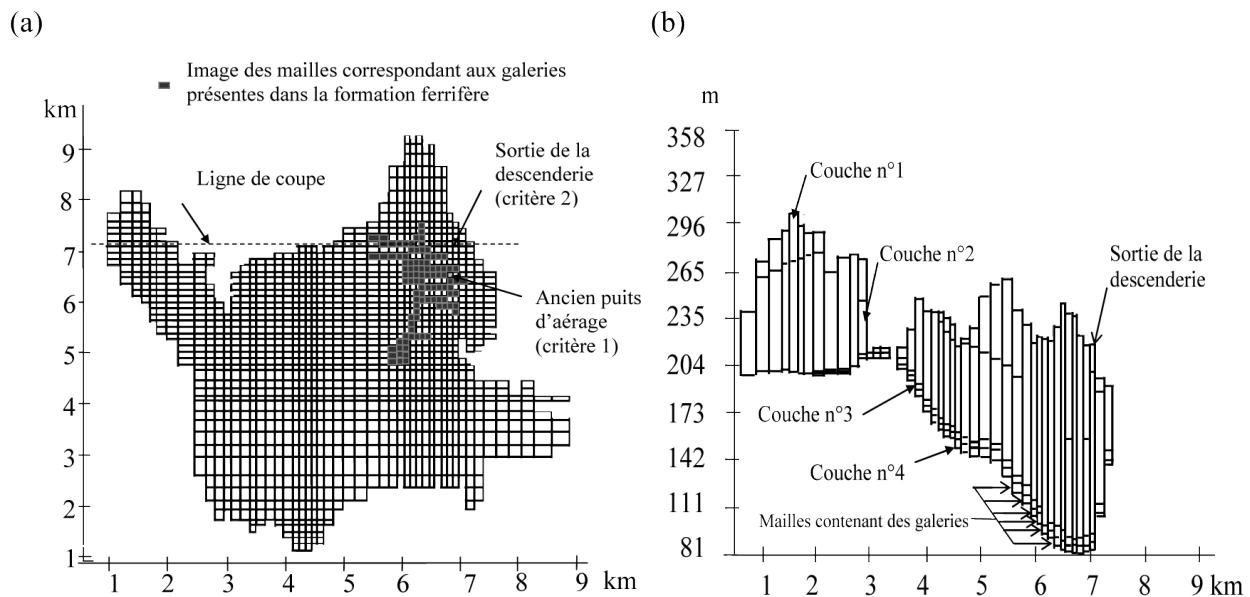 (a)
Image des mailles correspondant aux galeries
présentes dans la formation ferrifère
km
9
8
7
6
5
4
3
2
1
Ligne de coupe
Sortie de la
descenderie
(critère 2)
Ancien puits
d’aérage
(critère 1)
1 2 3 4 5 6 7 8 9 km
(b)
m
358
327
296
265
235
204
173
142
111
81
Couche n°1
Couche n°2
Sortie de la
descenderie
Couche n°3
Couche n°4
Mailles contenant des galeries
1 2 3 4 5 6 7 8 9 km